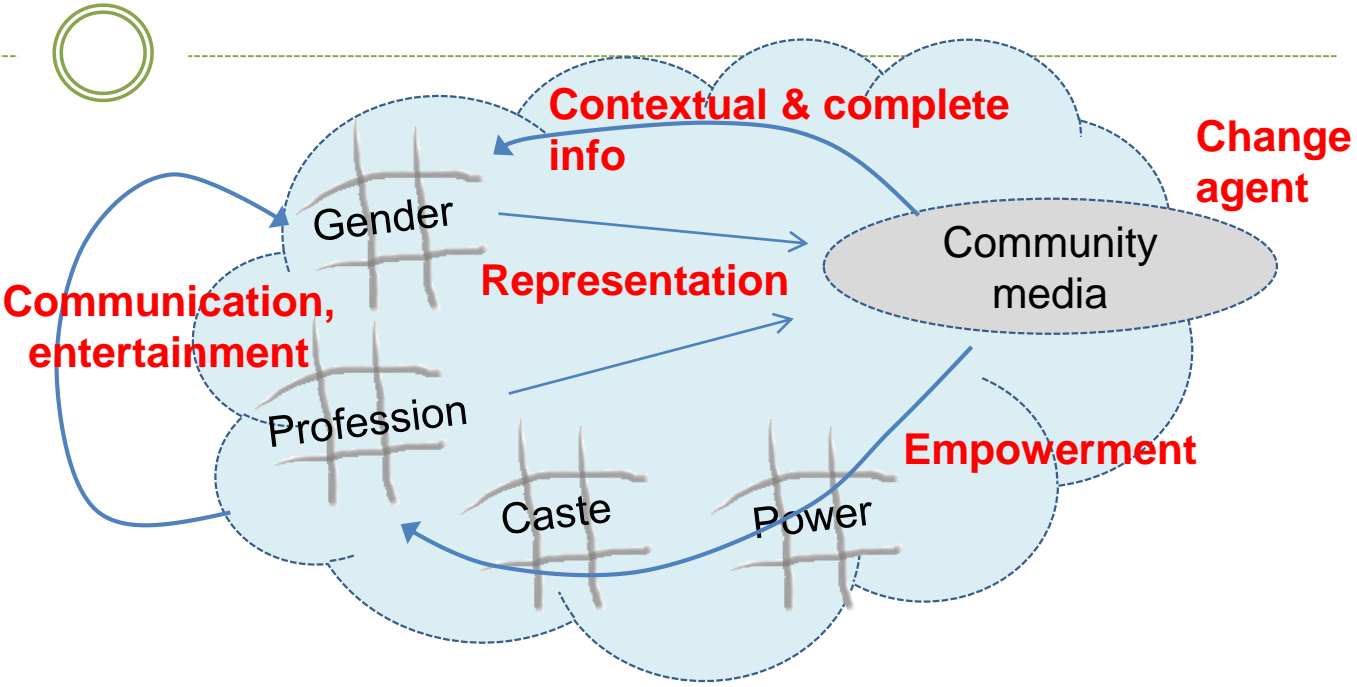 Contextual & complete
info
Change
agent
Gender
Community
media
Representation
Communication,
entertainment
Profession
Empowerment
Caste
Power